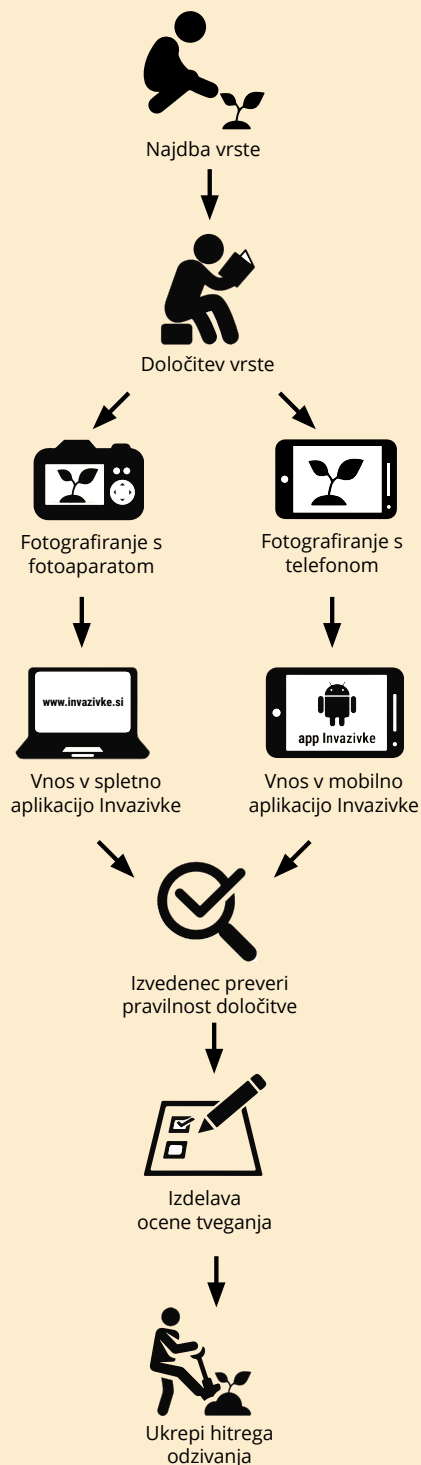 Najdba vrste
Določitev vrste
Fotografiranje s
fotoaparatom
Fotografiranje s
telefonom
www.invazivke.si
Vnos v spletno
aplikacijo Invazivke
app Invazivke
Vnos v mobilno
aplikacijo Invazivke
Izvedenec preveri
pravilnost določitve
Izdelava
ocene tveganja
Ukrepi hitrega
odzivanja